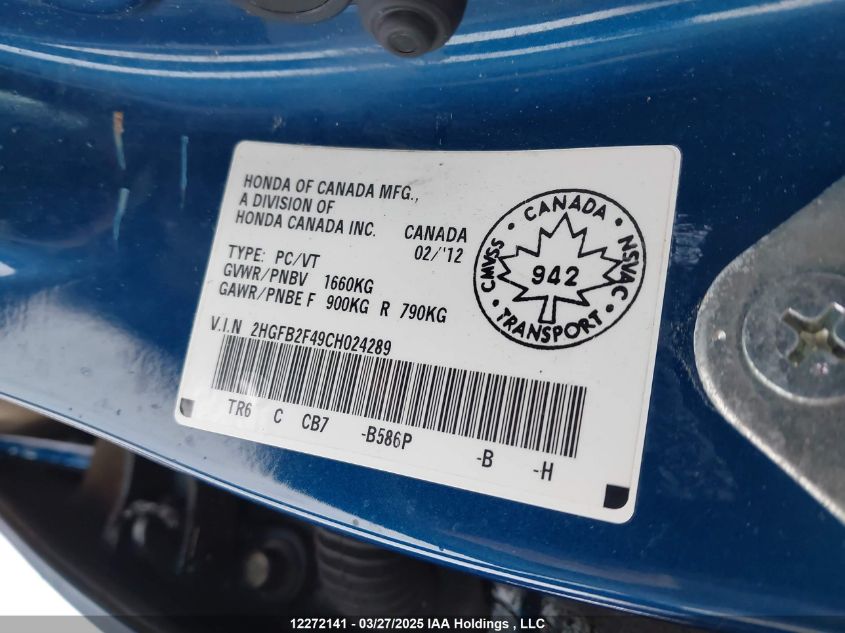 HONDA OF CANADA MFG.,
A DIVISION OF
HONDA CANADA INC. CANADA
02/'12
TYPE: PC/VT
GVWR/PNBV 1660KG
GAWR/PNBE F 900KG R 790KG
V.I.N 2HGFB2F49CH024289
TR6 C CB7 -B586P -B -H
CANADA
CMVSS NSVAC
942
TRANSPORT
12272141 - 03/27/2025 IAA Holdings , LLC